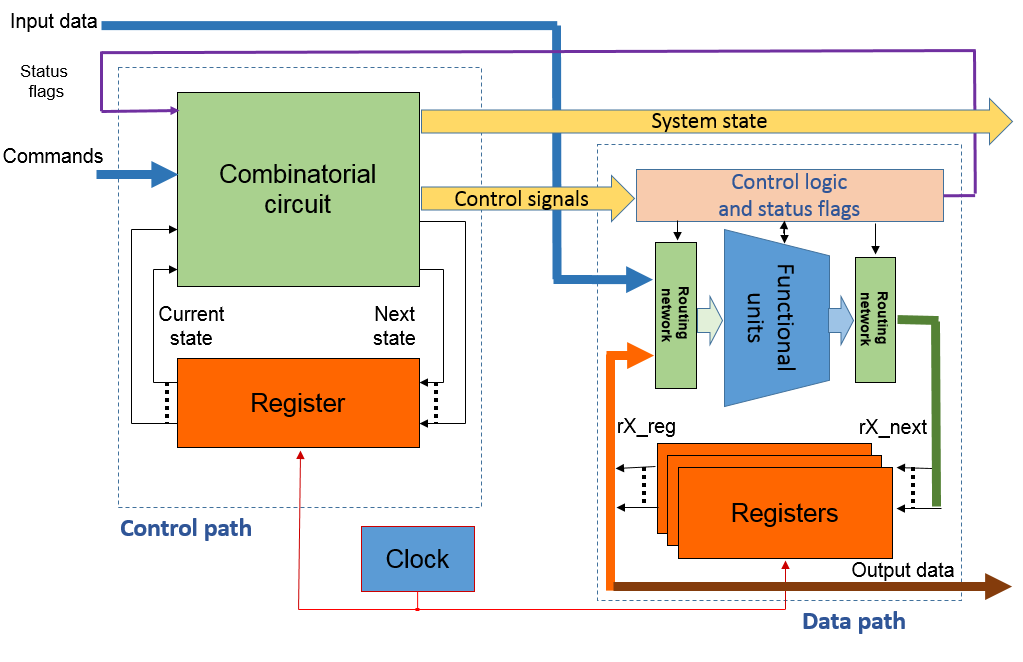 Input data
Status
flags
System state
Commands
Combinatorial
circuit
Control signals
Control logic
and status flags
Routing
network
Functional
units
Routing
network
Current
state
Next
state
Register
rX_reg
rX_next
Registers
Control path
Clock
Output data
Data path